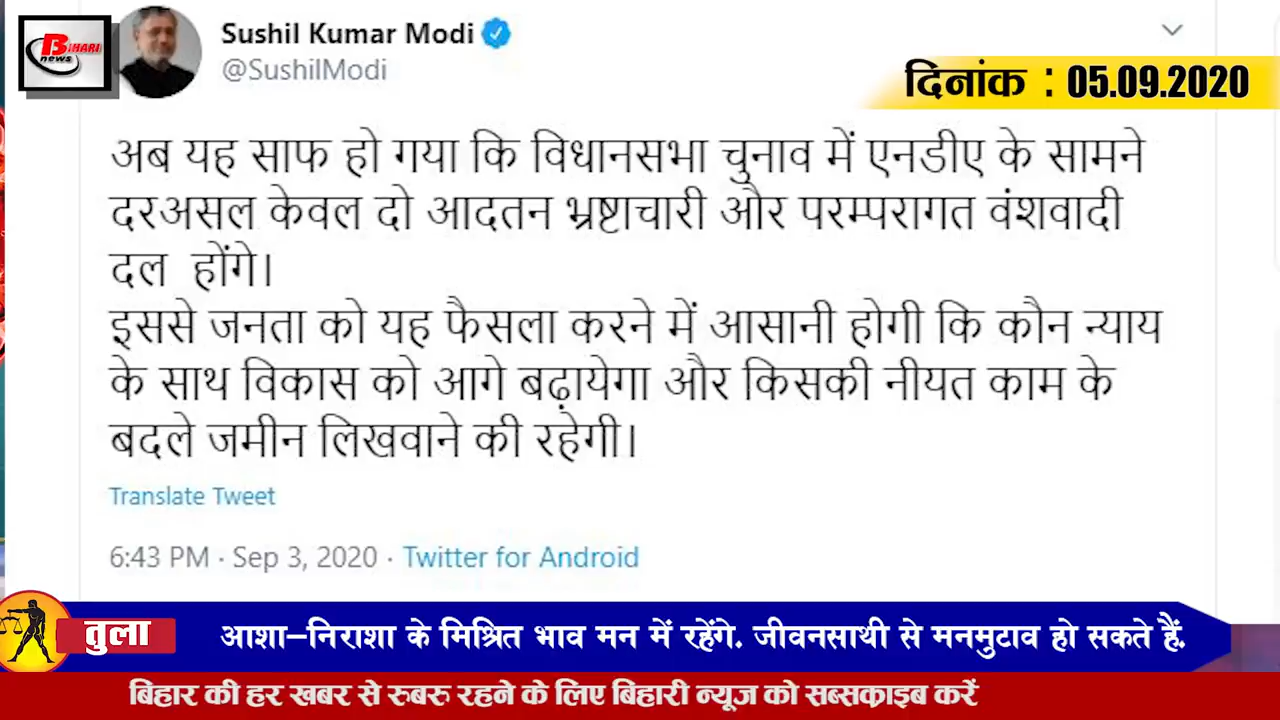 BIHARI
news
Sushil Kumar Modi
@SushilModi
दिनांक : 05.09.2020
अब यह साफ हो गया कि विधानसभा चुनाव में एनडीए के सामने
दरअसल केवल दो आदतन भ्रष्टाचारी और परम्परागत वंशवादी
दल होंगे।
इससे जनता को यह फैसला करने में आसानी होगी कि कौन न्याय
के साथ विकास को आगे बढ़ायेगा और किसकी नीयत काम के
बदले जमीन लिखवाने की रहेगी।
Translate Tweet
6:43 PM · Sep 3, 2020 · Twitter for Android
तुला
आशा–निराशा के मिश्रित भाव मन में रहेंगे. जीवनसाथी से मनमुटाव हो सकते हैं.
बिहार की हर खबर से रुबरु रहने के लिए बिहारी न्यूज को सब्सक्राइब करें